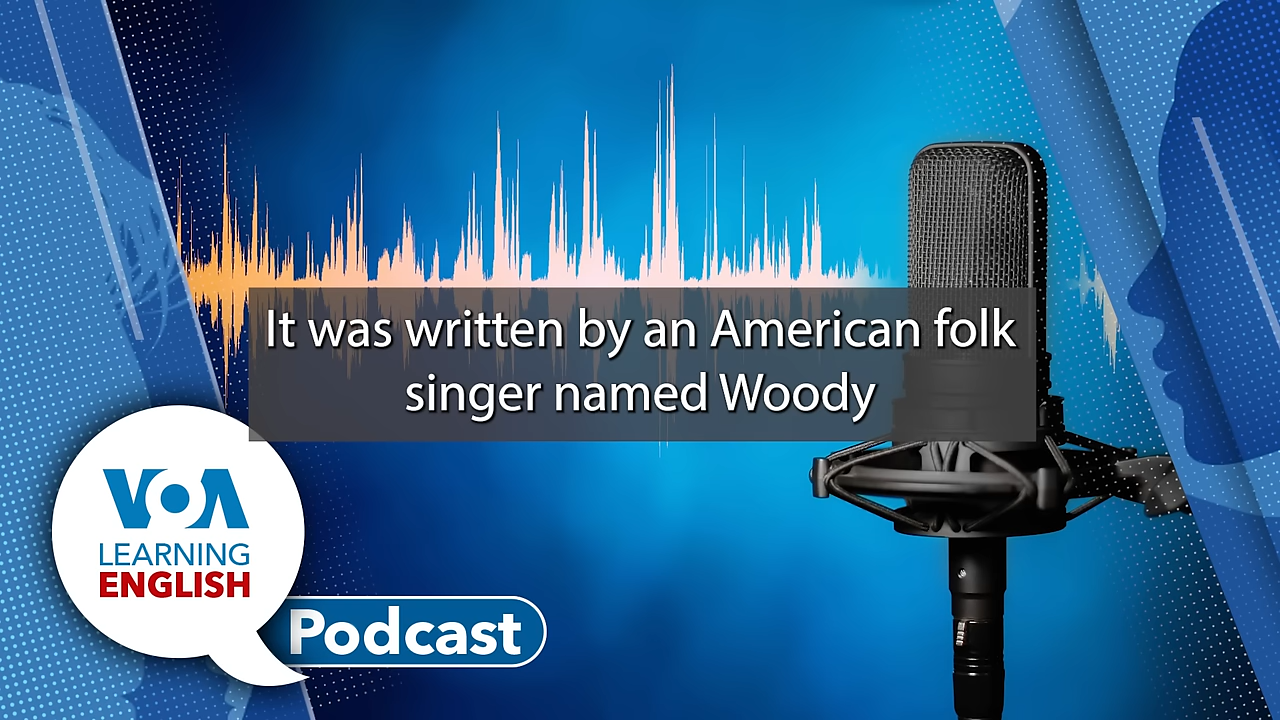 It was written by an American folk
singer named Woody
VOA
LEARNING
ENGLISH
Podcast